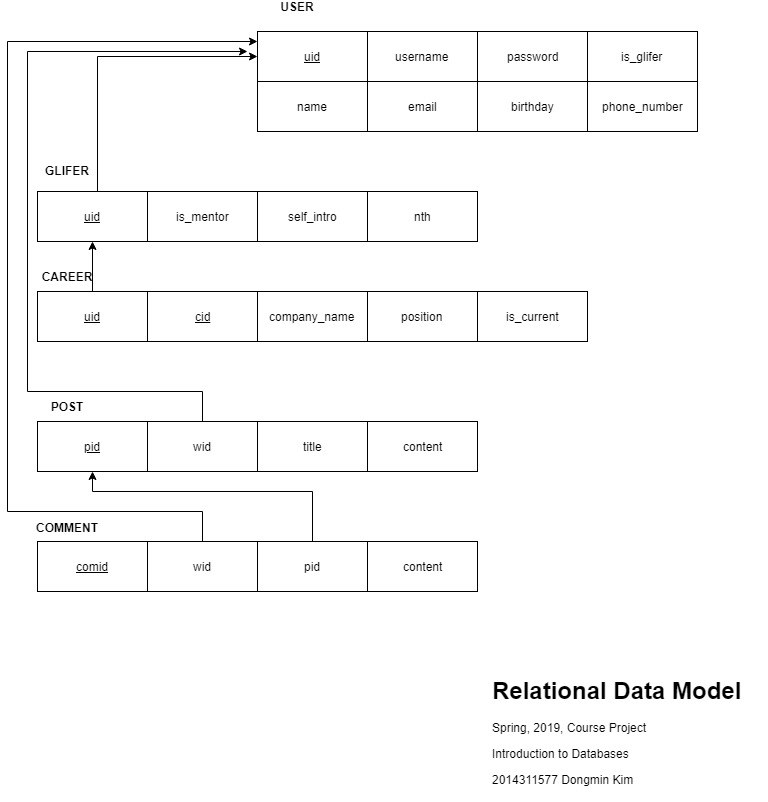 USER
uid username password is_glifer
name email birthday phone_number
GLIFER
uid is_mentor self_intro nth
CAREER
uid cid company_name position is_current
POST
pid wid title content
COMMENT
comid wid pid content
Relational Data Model
Spring, 2019, Course Project
Introduction to Databases
2014311577 Dongmin Kim